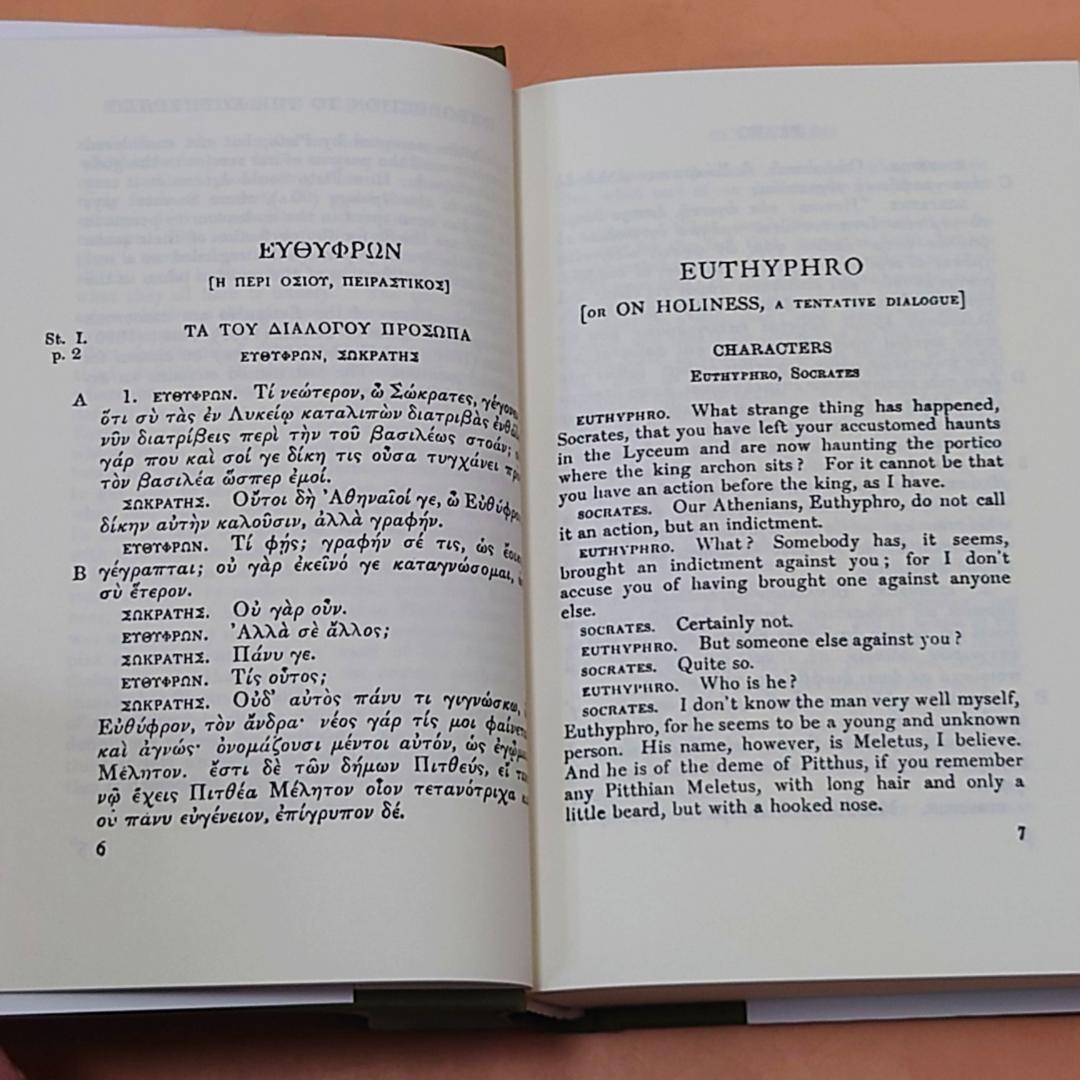 ΕΥΘΥΦΡΩΝ
[Η ΠΕΡΙ ΟΣΙΟΥ, ΠΕΙΡΑΣΤΙΚΟΣ]
St. I.
p. 2
ΤΑ ΤΟΥ ΔΙΑΛΟΓΟΥ ΠΡΟΣΩΠΑ
ΕΥΘΥΦΡΩΝ, ΣΩΚΡΑΤΗΣ
A 1. ΕΥΘΥΦΡΩΝ. Τί νεώτερον, ὦ Σώκρατες,
ὅτι σὺ τὰς ἐν Λυκείῳ καταλιπὼν διατριβὰς
νῦν διατρίβεις περὶ τὴν τοῦ βασιλέως στοάν;
γάρ που καὶ σοί γε δίκη τις οὖσα τυγχάνει
τὸν βασιλέα ὥσπερ ἐμοί.
ΣΩΚΡΑΤΗΣ. Οὔτοι δὴ Ἀθηναῖοί γε, ὦ
δίκην αὐτὴν καλοῦσιν, ἀλλὰ γραφήν.
ΕΥΘΥΦΡΩΝ. Τί φῄς; γραφήν σέ τις, ὡς
B γέγραπται; οὐ γὰρ ἐκεῖνό γε καταγνώσομαι,
σὺ ἕτερον.
ΣΩΚΡΑΤΗΣ. Οὐ γὰρ οὖν.
ΕΥΘΥΦΡΩΝ. Ἀλλὰ σὲ ἄλλος;
ΣΩΚΡΑΤΗΣ. Πάνυ γε.
ΕΥΘΥΦΡΩΝ. Τίς οὗτος;
ΣΩΚΡΑΤΗΣ. Οὐδ᾽ αὐτὸς πάνυ τι γιγνώσκω,
Εὐθύφρον, τὸν ἄνδρα· νέος γάρ τίς μοι
καὶ ἀγνώς· ὀνομάζουσι μέντοι αὐτόν, ὡς
Μέλητον. ἔστι δὲ τῶν δήμων Πιτθεύς, εἴ
νῷ ἔχεις Πιτθέα Μέλητον οἷον τετανότριχα
οὐ πάνυ εὐγένειον, ἐπίγρυπον δέ.
6
EUTHYPHRO
[OR ON HOLINESS, A TENTATIVE DIALOGUE]
CHARACTERS
EUTHYPHRO, SOCRATES
EUTHYPHRO. What strange thing has happened,
Socrates, that you have left your accustomed haunts
in the Lyceum and are now haunting the portico
where the king archon sits? For it cannot be that
you have an action before the king, as I have.
SOCRATES. Our Athenians, Euthyphro, do not call
it an action, but an indictment.
EUTHYPHRO. What? Somebody has, it seems,
brought an indictment against you; for I don't
accuse you of having brought one against anyone
else.
SOCRATES. Certainly not.
EUTHYPHRO. But someone else against you?
SOCRATES. Quite so.
EUTHYPHRO. Who is he?
SOCRATES. I don't know the man very well myself,
Euthyphro, for he seems to be a young and unknown
person. His name, however, is Meletus, I believe.
And he is of the deme of Pitthus, if you remember
any Pitthian Meletus, with long hair and only a
little beard, but with a hooked nose.
7